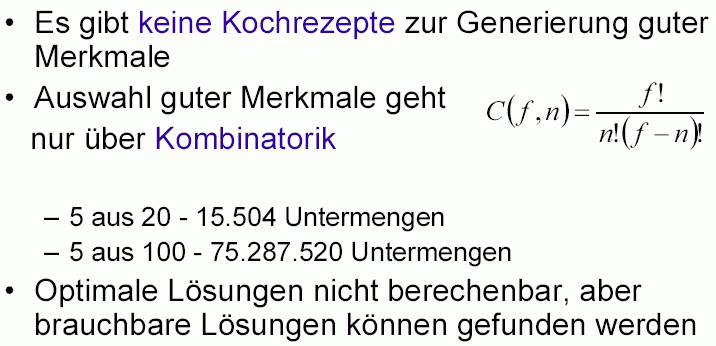 • Es gibt keine Kochrezepte zur Generierung guter
Merkmale
• Auswahl guter Merkmale geht
nur über Kombinatorik
C(f,n)=f!/(n!(f−n)!)
– 5 aus 20 - 15.504 Untermengen
– 5 aus 100 - 75.287.520 Untermengen
• Optimale Lösungen nicht berechenbar, aber
brauchbare Lösungen können gefunden werden